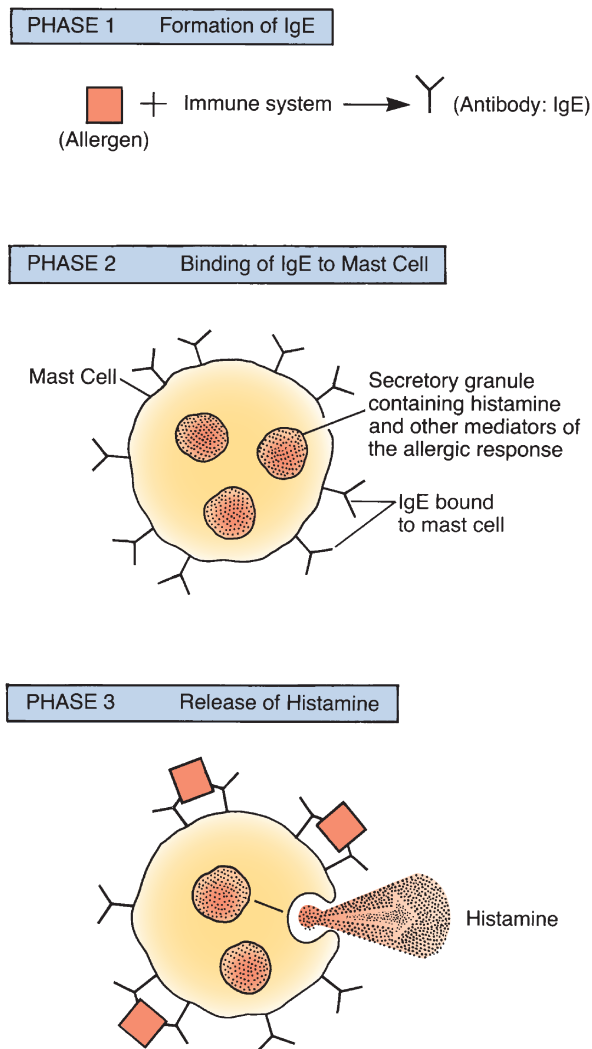 PHASE 1 Formation of IgE
+ Immune system (Antibody: IgE)
(Allergen)
PHASE 2 Binding of IgE to Mast Cell
Mast Cell
Secretory granule
containing histamine
and other mediators of
the allergic response
IgE bound
to mast cell
PHASE 3 Release of Histamine
Histamine